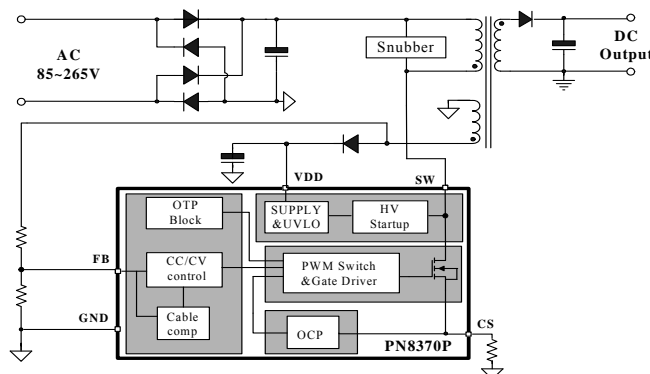 Snubber
AC
85~265V
DC
Output
VDD
SW
OTP
Block
SUPPLY
&UVLO
HV
Startup
FB
CC/CV
control
PWM Switch
&Gate Driver
Cable
comp
GND
OCP
CS
PN8370P